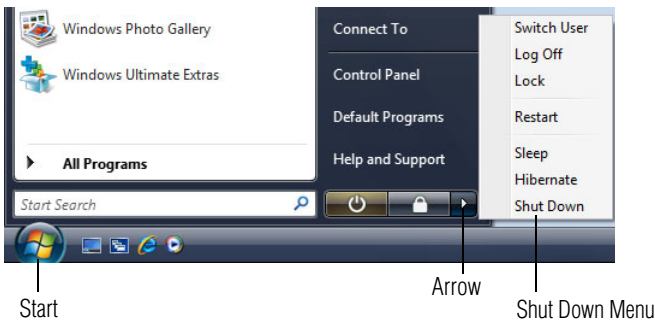 Windows Photo Gallery
Windows Ultimate Extras
All Programs
Start Search
Connect To
Control Panel
Default Programs
Help and Support
Switch User
Log Off
Lock
Restart
Sleep
Hibernate
Shut Down
Start
Arrow
Shut Down Menu